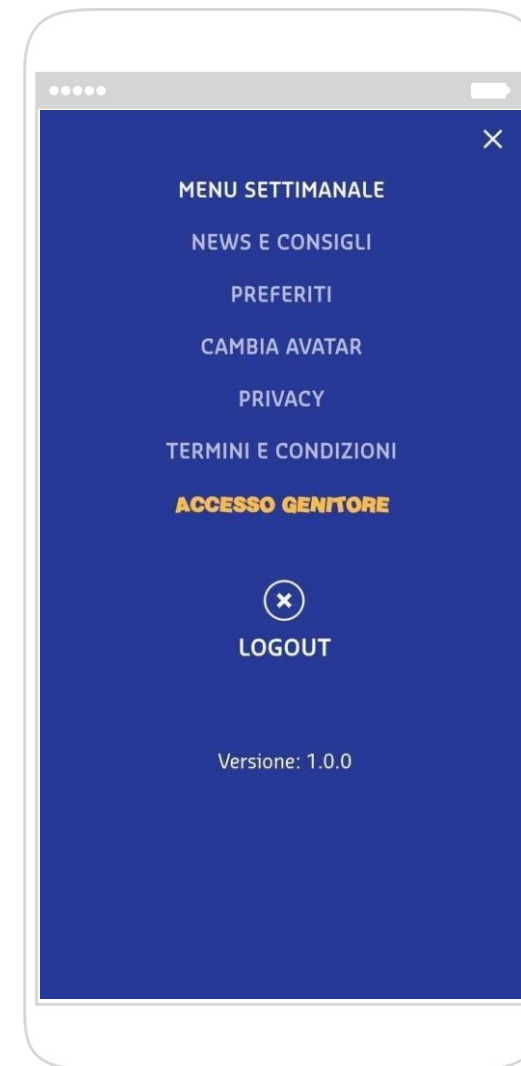 MENU SETTIMANALE
NEWS E CONSIGLI
PREFERITI
CAMBIA AVATAR
PRIVACY
TERMINI E CONDIZIONI
ACCESSO GENITORE
LOGOUT
Versione: 1.0.0